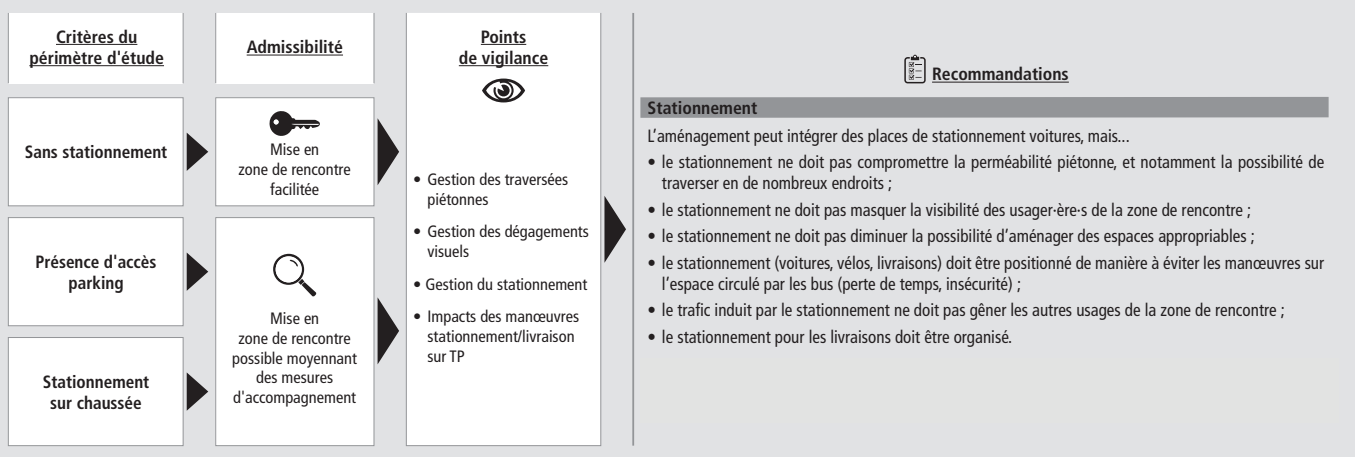 Critères du
périmètre d'étude
Admissibilité
Points
de vigilance
Recommandations
Sans stationnement
Mise en
zone de rencontre
facilitée
Présence d'accès
parking
Stationnement
sur chaussée
Mise en
zone de rencontre
possible moyennant
des mesures
d'accompagnement
• Gestion des traversées
piétonnes
• Gestion des dégagements
visuels
• Gestion du stationnement
• Impacts des manœuvres
stationnement/livraison
sur TP
Stationnement
L’aménagement peut intégrer des places de stationnement voitures, mais...
• le stationnement ne doit pas compromettre la perméabilité piétonne, et notamment la possibilité de
traverser en de nombreux endroits ;
• le stationnement ne doit pas masquer la visibilité des usager·ère·s de la zone de rencontre ;
• le stationnement ne doit pas diminuer la possibilité d’aménager des espaces appropriables ;
• le stationnement (voitures, vélos, livraisons) doit être positionné de manière à éviter les manœuvres sur
l’espace circulé par les bus (perte de temps, insécurité) ;
• le trafic induit par le stationnement ne doit pas gêner les autres usages de la zone de rencontre ;
• le stationnement pour les livraisons doit être organisé.